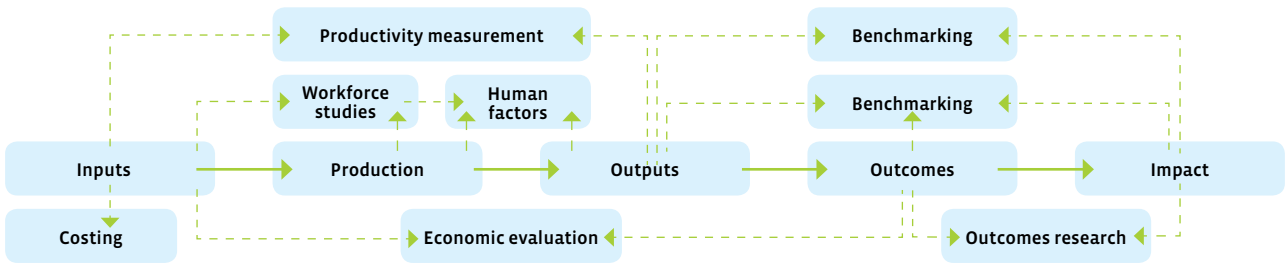 Productivity measurement
Benchmarking
Workforce
studies
Human
factors
Benchmarking
Inputs
Production
Outputs
Outcomes
Impact
Costing
Economic evaluation
Outcomes research